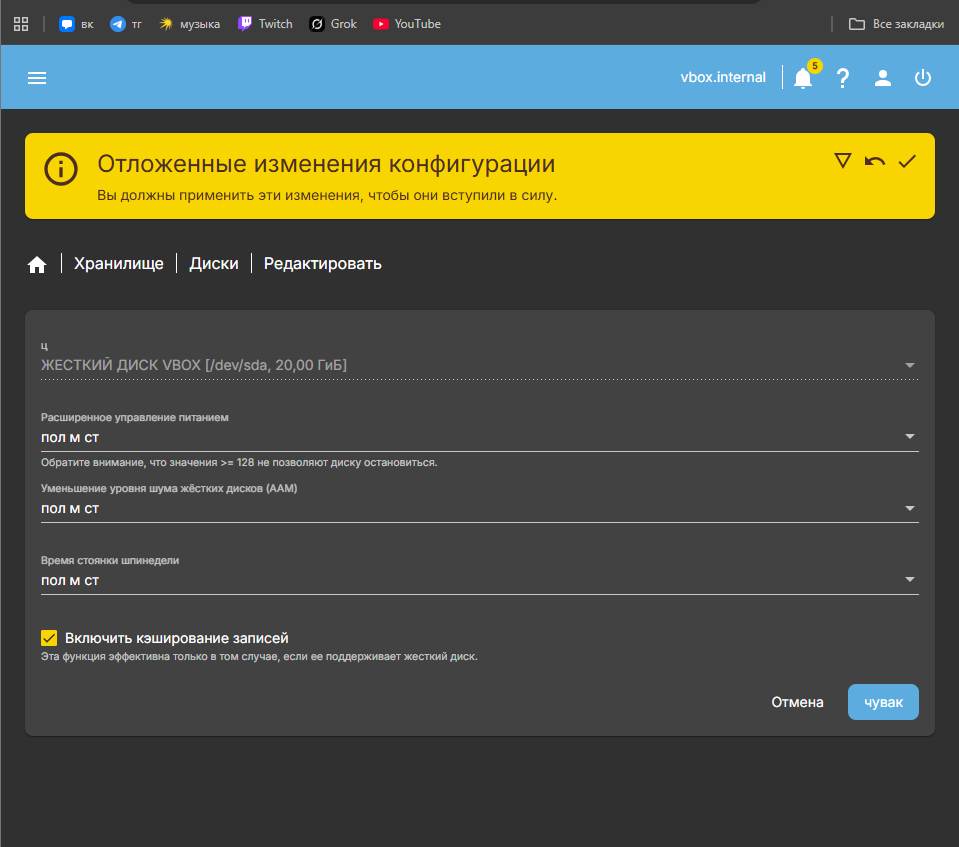 вк тг музыка Twitch Grok YouTube Все закладки
vbox.internal 5
Отложенные изменения конфигурации
Вы должны применить эти изменения, чтобы они вступили в силу.
Хранилище Диски Редактировать
ц
ЖЕСТКИЙ ДИСК VBOX [/dev/sda, 20,00 ГиБ]
Расширенное управление питанием
пол м ст
Обратите внимание, что значения >= 128 не позволяют диску остановиться.
Уменьшение уровня шума жёстких дисков (AAM)
пол м ст
Время стоянки шпинедели
пол м ст
Включить кэширование записей
Эта функция эффективна только в том случае, если ее поддерживает жесткий диск.
Отмена чувак